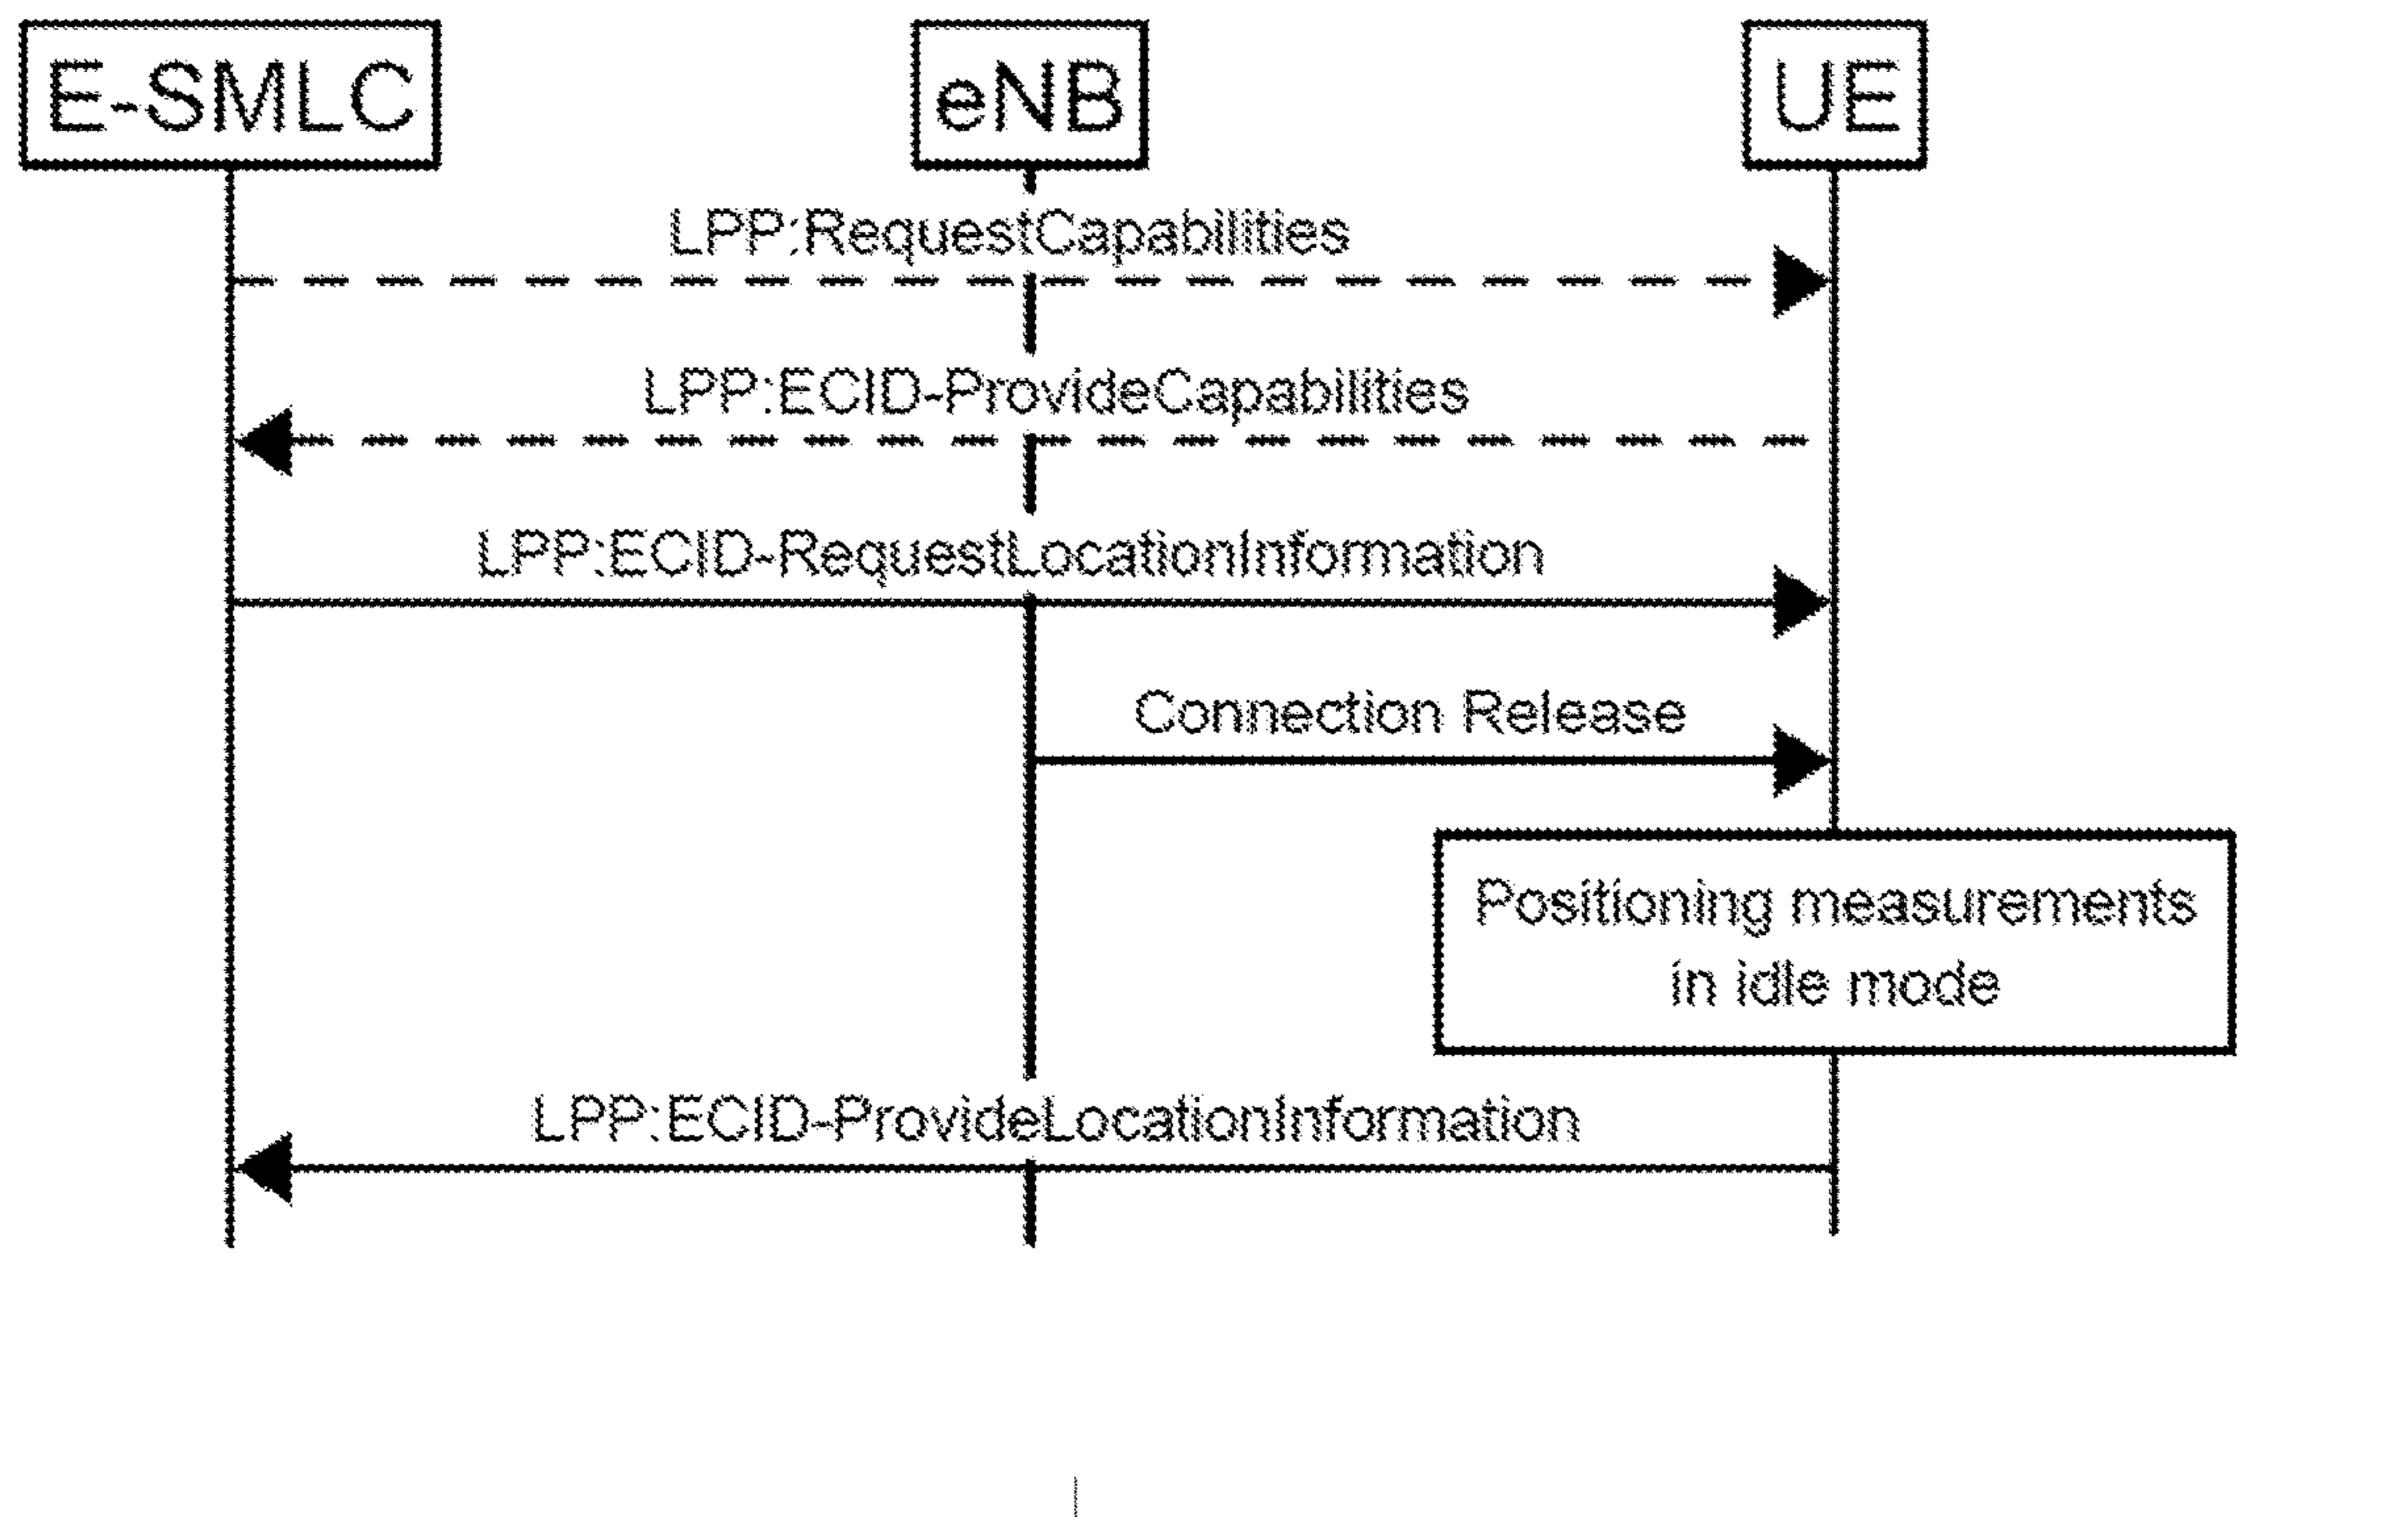 E-SMLC
eNB
UE
LPP:RequestCapabilities
LPP:ECID-ProvideCapabilities
LPP:ECID-RequestLocationInformation
Connection Release
Positioning measurements
in idle mode
LPP:ECID-ProvideLocationInformation